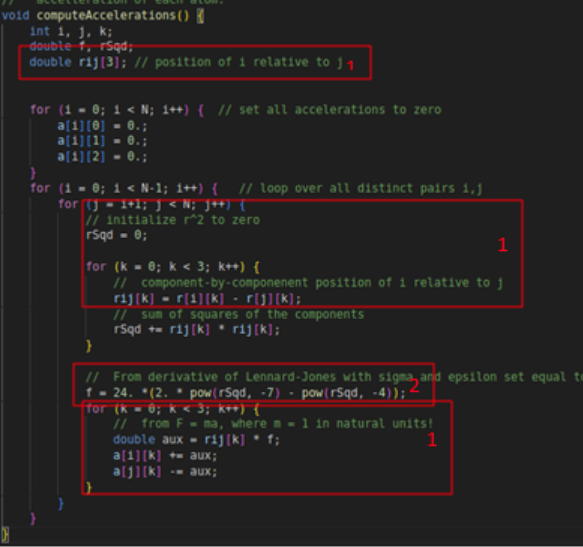 //   accelleration of each atom.
void computeAccelerations() {
    int i, j, k;
    double f, rSqd;
    double rij[3]; // position of i relative to j 1
    for (i = 0; i < N; i++) {  // set all accelerations to zero
        a[i][0] = 0.;
        a[i][1] = 0.;
        a[i][2] = 0.;
    }
    for (i = 0; i < N-1; i++) {   // loop over all distinct pairs i,j
        for (j = i+1; j < N; j++) {
            // initialize r^2 to zero
            rSqd = 0;
1
            for (k = 0; k < 3; k++) {
                //  component-by-componenent position of i relative to j
                rij[k] = r[i][k] - r[j][k];
                //  sum of squares of the components
                rSqd += rij[k] * rij[k];
            }
            //  From derivative of Lennard-Jones with sigma and epsilon set equal to
            f = 24. *(2. * pow(rSqd, -7) - pow(rSqd, -4)); 2
            for (k = 0; k < 3; k++) {
                //  from F = ma, where m = 1 in natural units!
                double aux = rij[k] * f; 1
                a[i][k] += aux;
                a[j][k] -= aux;
            }
        }
    }
}